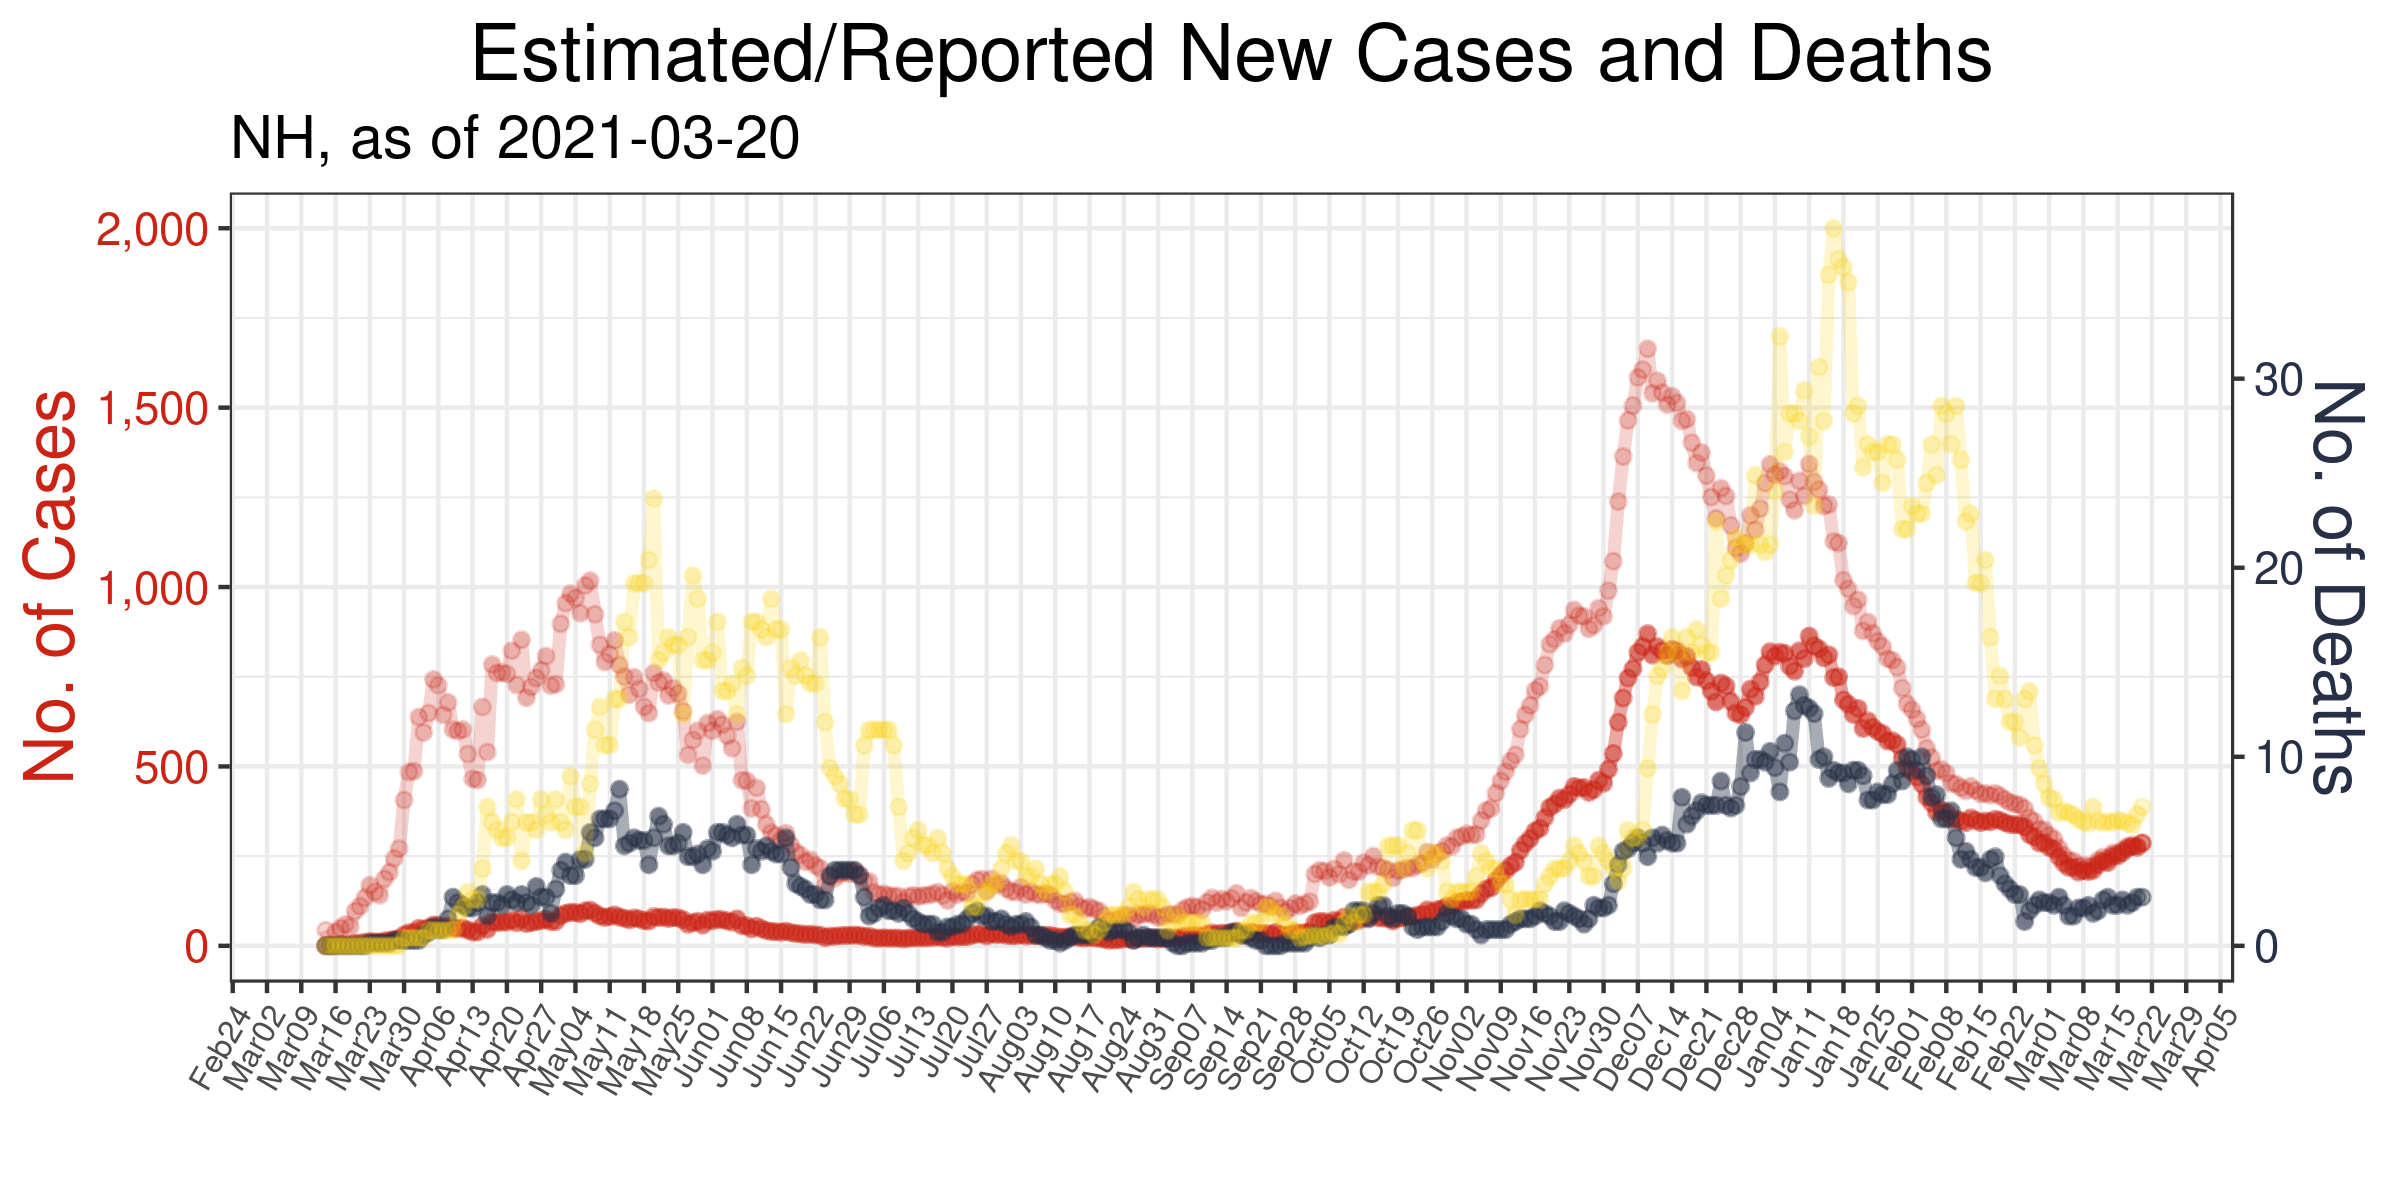 Estimated/Reported New Cases and Deaths
NH, as of 2021-03-20
No. of Cases
2,000
1,500
1,000
500
0
30
20
10
0
No. of Deaths
Feb24
Mar02
Mar09
Mar16
Mar23
Mar30
Apr06
Apr13
Apr20
Apr27
May04
May11
May18
May25
Jun01
Jun08
Jun15
Jun22
Jun29
Jul06
Jul13
Jul20
Jul27
Aug03
Aug10
Aug17
Aug24
Aug31
Sep07
Sep14
Sep21
Sep28
Oct05
Oct12
Oct19
Oct26
Nov02
Nov09
Nov16
Nov23
Nov30
Dec07
Dec14
Dec21
Dec28
Jan04
Jan11
Jan18
Jan25
Feb01
Feb08
Feb15
Feb22
Mar01
Mar08
Mar15
Mar22
Mar29
Apr05